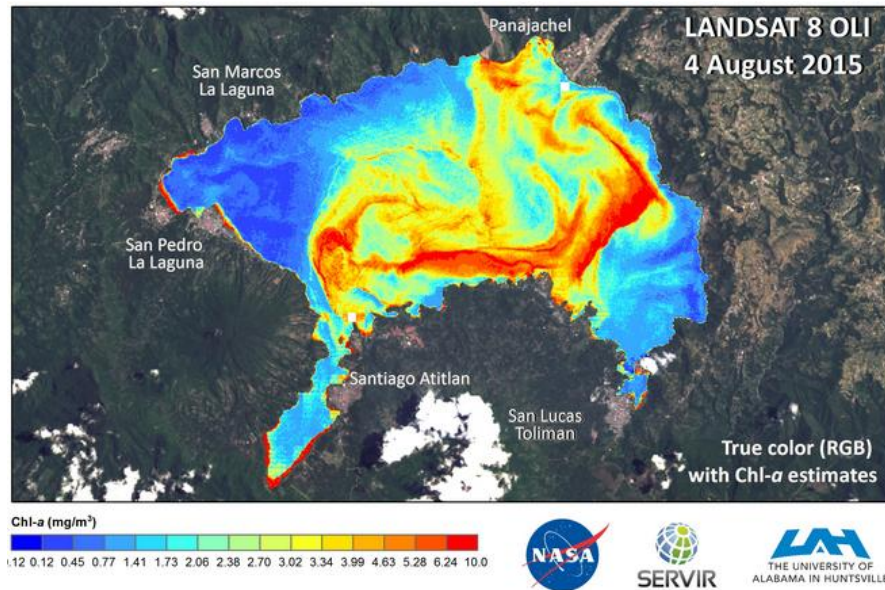 Panajachel
LANDSAT 8 OLI
4 August 2015
San Marcos
La Laguna
San Pedro
La Laguna
Santiago Atitlan
San Lucas
Toliman
True color (RGB)
with Chl-a estimates
Chl-a (mg/m³)
.12 0.12 0.45 0.77 1.41 1.73 2.06 2.38 2.70 3.02 3.34 3.99 4.63 5.28 6.24 10.0
NASA
SERVIR
UAH
THE UNIVERSITY OF
ALABAMA IN HUNTSVILLE